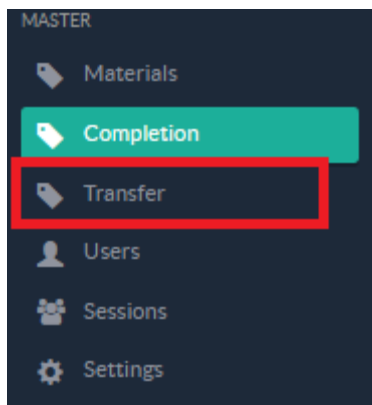 MASTER
Materials
Completion
Transfer
Users
Sessions
Settings